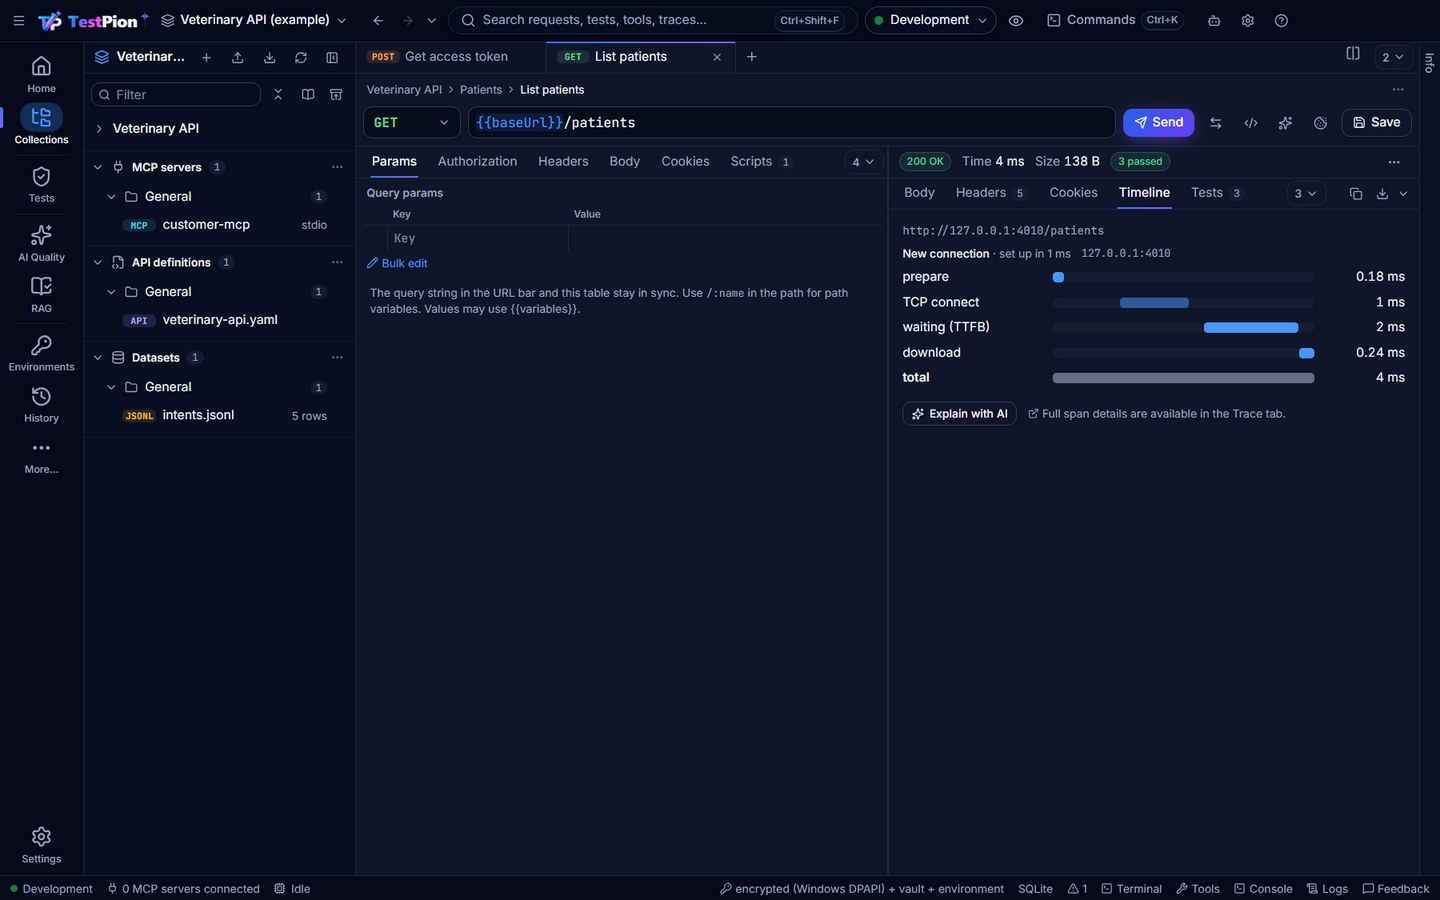 TestPion
Veterinary API (example)
Search requests, tests, tools, traces...
Ctrl+Shift+F
Development
Commands
Ctrl+K
Home
Collections
Tests
AI Quality
RAG
Environments
History
More...
Settings
Veterinar...
Filter
Veterinary API
MCP servers 1
General 1
MCP customer-mcp stdio
API definitions 1
General 1
API veterinary-api.yaml
Datasets 1
General 1
JSONL intents.jsonl 5 rows
POST Get access token
GET List patients
2
Info
Veterinary API > Patients > List patients
GET
{{baseUrl}}/patients
Send
Save
Params Authorization Headers Body Cookies Scripts 1 4
Query params
Key Value
Key
Bulk edit
The query string in the URL bar and this table stay in sync. Use /:name in the path for path
variables. Values may use {{variables}}.
200 OK Time 4 ms Size 138 B 3 passed
Body Headers 5 Cookies Timeline Tests 3 3
http://127.0.0.1:4010/patients
New connection · set up in 1 ms 127.0.0.1:4010
prepare 0.18 ms
TCP connect 1 ms
waiting (TTFB) 2 ms
download 0.24 ms
total 4 ms
Explain with AI
Full span details are available in the Trace tab.
Development
0 MCP servers connected
Idle
encrypted (Windows DPAPI) + vault + environment
SQLite
1
Terminal
Tools
Console
Logs
Feedback